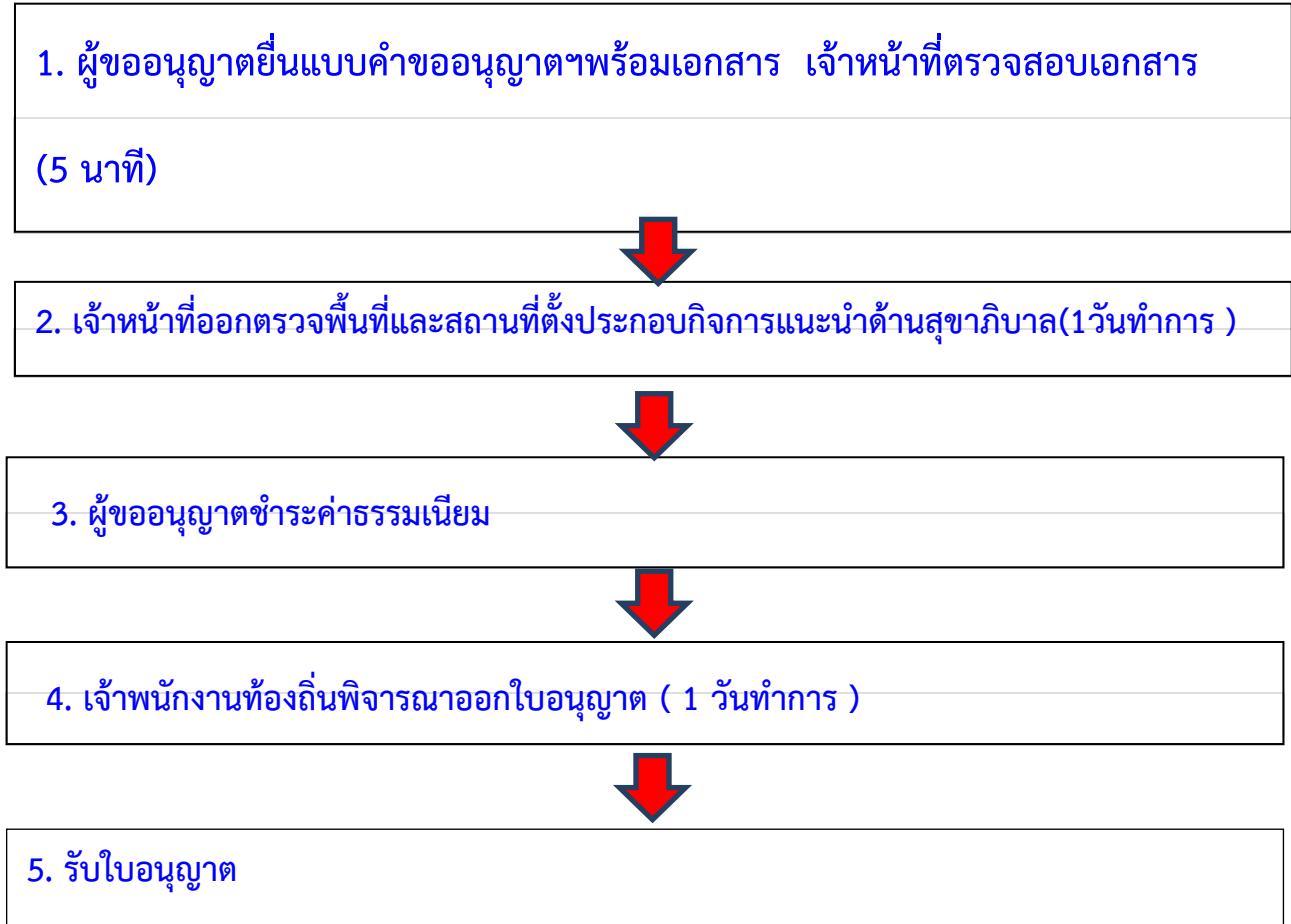 1. ผู้ขออนุญาตยื่นแบบคำขออนุญาตฯพร้อมเอกสาร เจ้าหน้าที่ตรวจสอบเอกสาร
(5 นาที)
2. เจ้าหน้าที่ออกตรวจพื้นที่และสถานที่ตั้งประกอบกิจการแนะนำด้านสุขาภิบาล(1วันทำการ )
3. ผู้ขออนุญาตชำระค่าธรรมเนียม
4. เจ้าพนักงานท้องถิ่นพิจารณาออกใบอนุญาต ( 1 วันทำการ )
5. รับใบอนุญาต